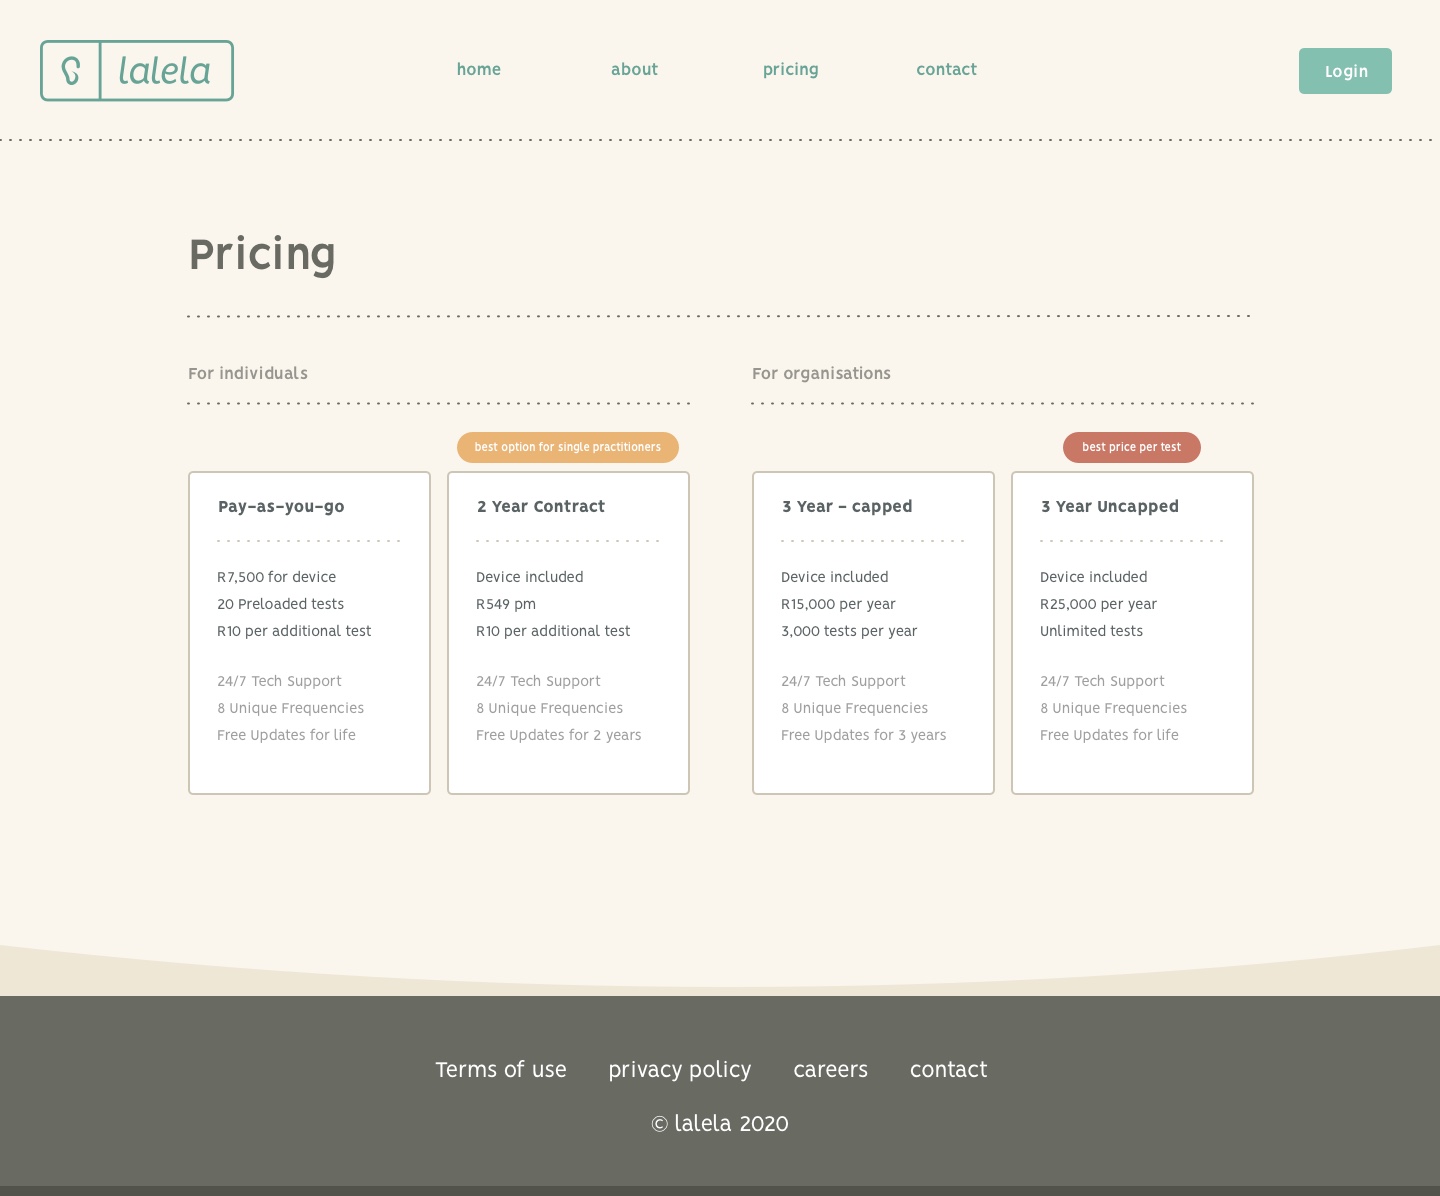 lalela
home
about
pricing
contact
Login
Pricing
For individuals
best option for single practitioners
Pay-as-you-go
R7,500 for device
20 Preloaded tests
R10 per additional test
24/7 Tech Support
8 Unique Frequencies
Free Updates for life
2 Year Contract
Device included
R549 pm
R10 per additional test
24/7 Tech Support
8 Unique Frequencies
Free Updates for 2 years
For organisations
best price per test
3 Year - capped
Device included
R15,000 per year
3,000 tests per year
24/7 Tech Support
8 Unique Frequencies
Free Updates for 3 years
3 Year Uncapped
Device included
R25,000 per year
Unlimited tests
24/7 Tech Support
8 Unique Frequencies
Free Updates for life
Terms of use
privacy policy
careers
contact
© lalela 2020